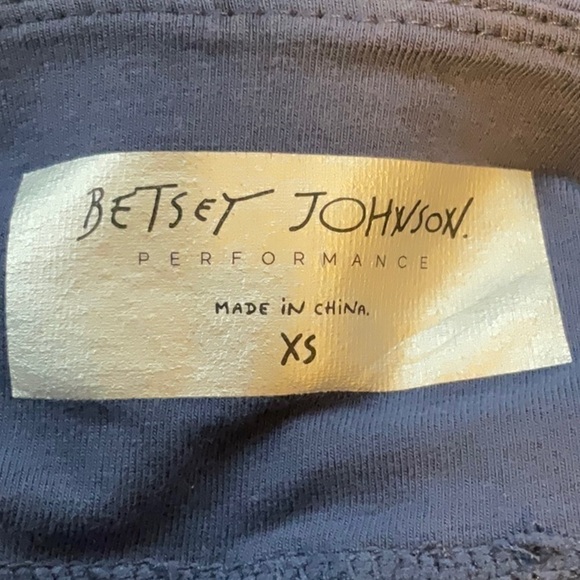 BETSEY JOHNSON.
PERFORMANCE
MADE iN CHiNA.
XS